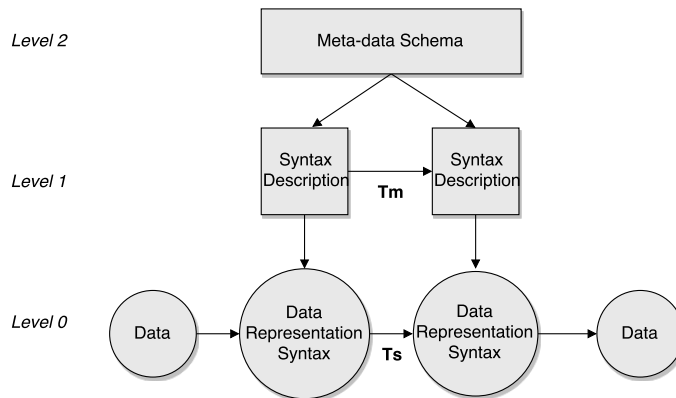 Level 2
Meta-data Schema
Level 1
Syntax
Description
Tm
Syntax
Description
Level 0
Data
Data
Representation
Syntax
Ts
Data
Representation
Syntax
Data